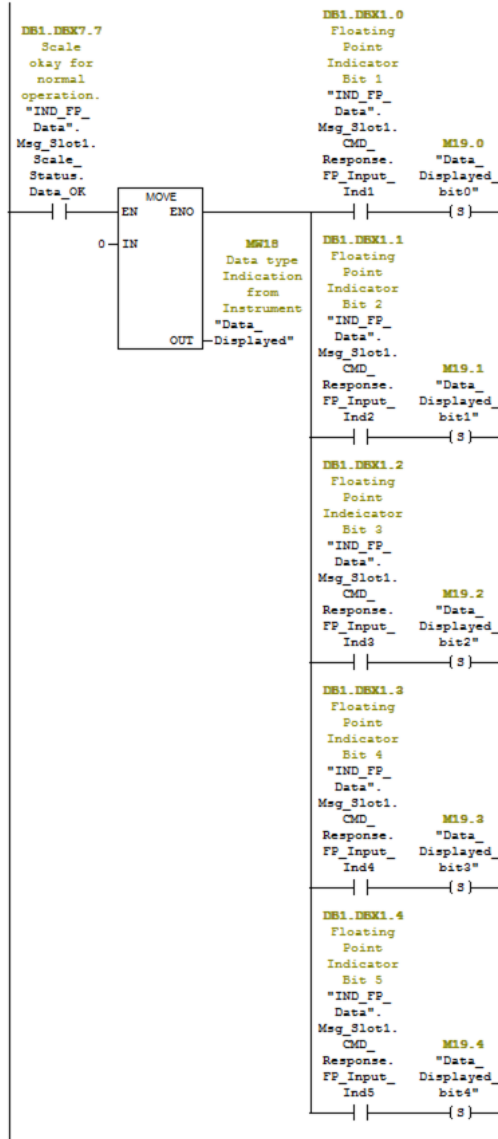 DB1.DBX7.7
Scale
okay for
normal
operation.
"IND_FP_
Data".
Msg_Slot1.
Scale_
Status.
Data_OK
MOVE
EN ENO
0 IN
OUT
MW18
Data type
Indication
from
Instrument
"Data_
Displayed"
DB1.DBX1.0
Floating
Point
Indicator
Bit 1
"IND_FP_
Data".
Msg_Slot1.
CMD_
Response.
FP_Input_
Ind1
M19.0
"Data_
Displayed_
bit0"
S
DB1.DBX1.1
Floating
Point
Indicator
Bit 2
"IND_FP_
Data".
Msg_Slot1.
CMD_
Response.
FP_Input_
Ind2
M19.1
"Data_
Displayed_
bit1"
S
DB1.DBX1.2
Floating
Point
Indeicator
Bit 3
"IND_FP_
Data".
Msg_Slot1.
CMD_
Response.
FP_Input_
Ind3
M19.2
"Data_
Displayed_
bit2"
S
DB1.DBX1.3
Floating
Point
Indicator
Bit 4
"IND_FP_
Data".
Msg_Slot1.
CMD_
Response.
FP_Input_
Ind4
M19.3
"Data_
Displayed_
bit3"
S
DB1.DBX1.4
Floating
Point
Indicator
Bit 5
"IND_FP_
Data".
Msg_Slot1.
CMD_
Response.
FP_Input_
Ind5
M19.4
"Data_
Displayed_
bit4"
S